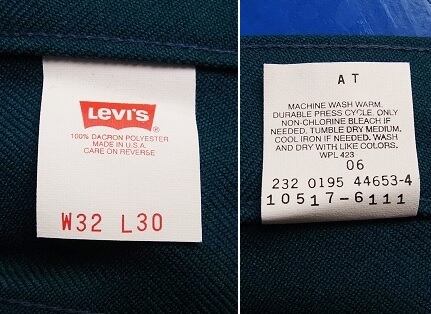 Levi's ®
100% DACRON POLYESTER
MADE IN U.S.A.
CARE ON REVERSE
W32 L30
A T
MACHINE WASH WARM.
DURABLE PRESS CYCLE. ONLY
NON-CHLORINE BLEACH IF
NEEDED. TUMBLE DRY MEDIUM.
COOL IRON IF NEEDED. WASH
AND DRY WITH LIKE COLORS.
WPL 423
06
232 0195 44653-4
10517-6111